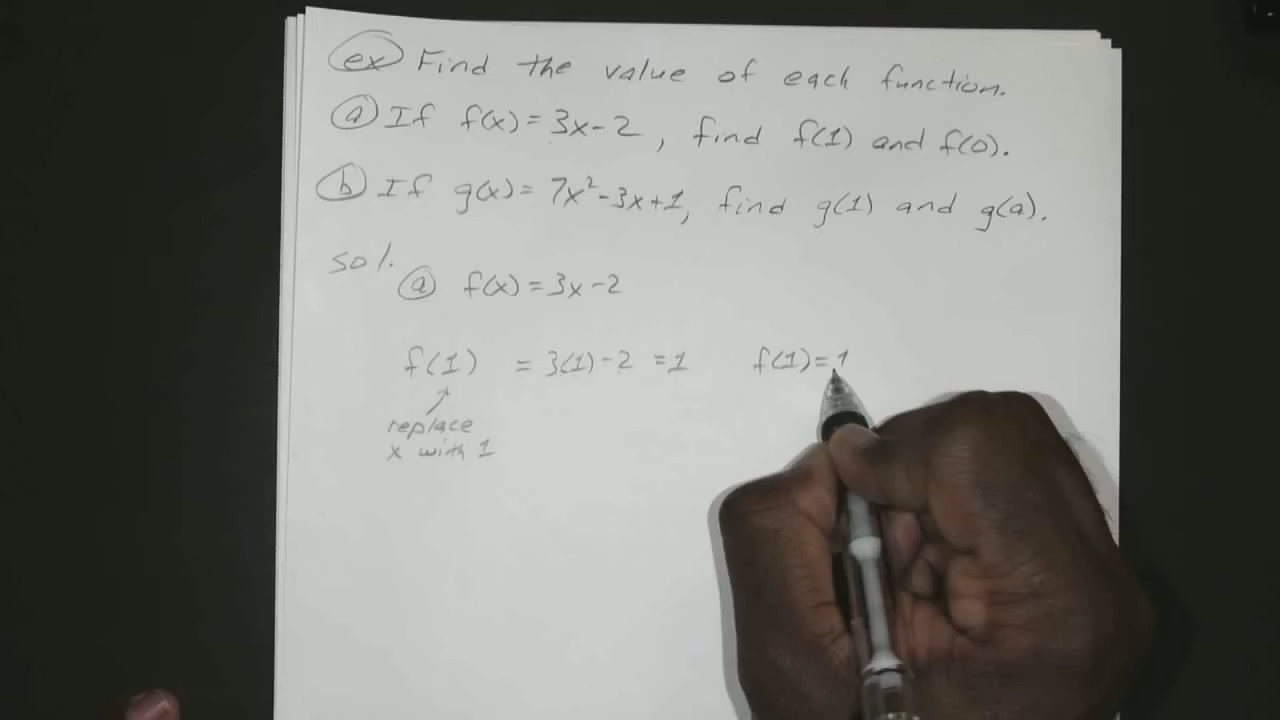 ex Find the value of each function.
a If f(x) = 3x - 2, find f(1) and f(0).
b If g(x) = 7x² - 3x + 1, find g(1) and g(a).
sol.
a f(x) = 3x - 2
f(1) = 3(1) - 2 = 1 f(1) = 1
replace
x with 1